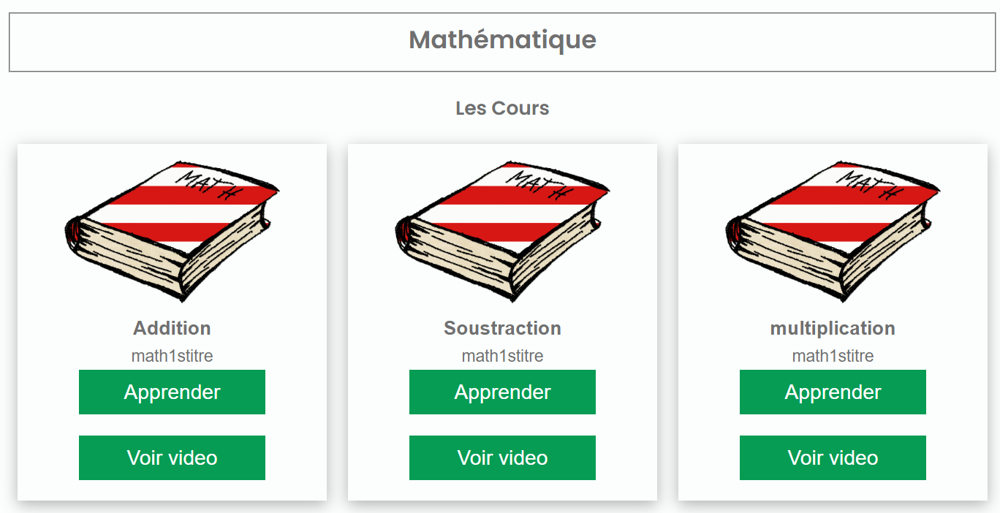 Mathématique
Les Cours
MATH
MATH
MATH
Addition
math1stitre
Apprender
Voir video
Soustraction
math1stitre
Apprender
Voir video
multiplication
math1stitre
Apprender
Voir video